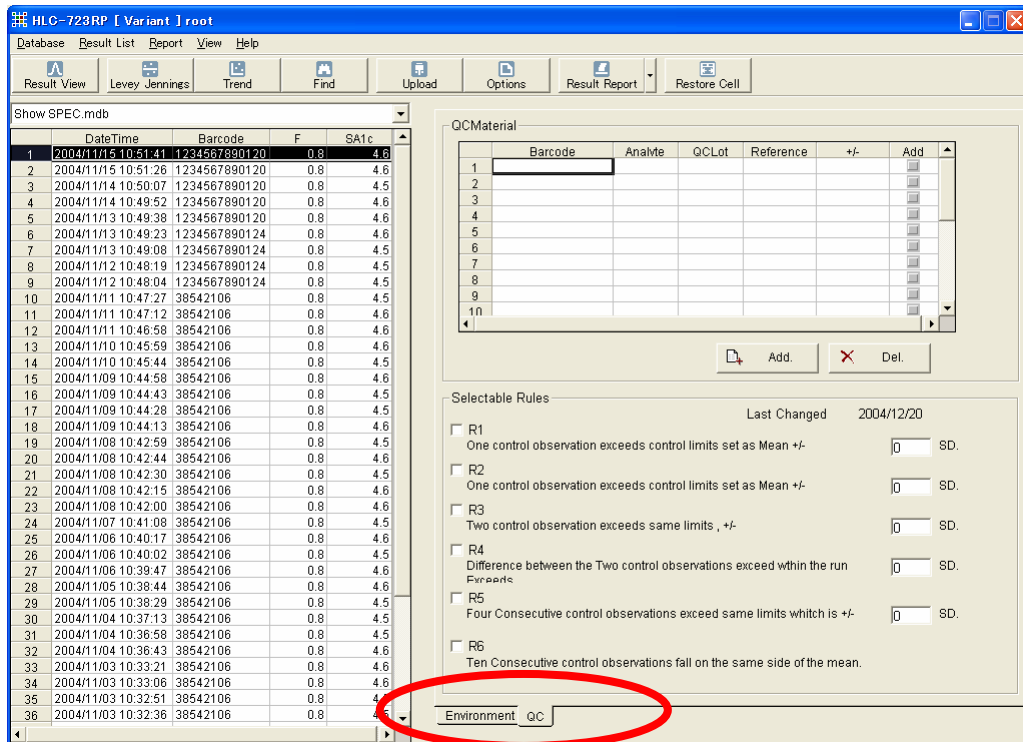 HLC-723RP [ Variant ] root
Database Result List Report View Help
Result View Levey Jennings Trend Find Upload Options Result Report Restore Cell
Show SPEC.mdb
DateTime Barcode F SA1c
1 2004/11/15 10:51:41 1234567890120 0.8 4.6
2 2004/11/15 10:51:26 1234567890120 0.8 4.6
3 2004/11/14 10:50:07 1234567890120 0.8 4.5
4 2004/11/14 10:49:52 1234567890120 0.8 4.6
5 2004/11/13 10:49:38 1234567890120 0.8 4.6
6 2004/11/13 10:49:23 1234567890124 0.8 4.6
7 2004/11/13 10:49:08 1234567890124 0.8 4.5
8 2004/11/12 10:48:19 1234567890124 0.8 4.5
9 2004/11/12 10:48:04 1234567890124 0.8 4.5
10 2004/11/11 10:47:27 38542106 0.8 4.5
11 2004/11/11 10:47:12 38542106 0.8 4.6
12 2004/11/11 10:46:58 38542106 0.8 4.6
13 2004/11/10 10:45:59 38542106 0.8 4.6
14 2004/11/10 10:45:44 38542106 0.8 4.5
15 2004/11/09 10:44:58 38542106 0.8 4.6
16 2004/11/09 10:44:43 38542106 0.8 4.5
17 2004/11/09 10:44:28 38542106 0.8 4.5
18 2004/11/09 10:44:13 38542106 0.8 4.6
19 2004/11/08 10:42:59 38542106 0.8 4.5
20 2004/11/08 10:42:44 38542106 0.8 4.6
21 2004/11/08 10:42:30 38542106 0.8 4.5
22 2004/11/08 10:42:15 38542106 0.8 4.6
23 2004/11/08 10:42:00 38542106 0.8 4.6
24 2004/11/07 10:41:08 38542106 0.8 4.5
25 2004/11/06 10:40:17 38542106 0.8 4.6
26 2004/11/06 10:40:02 38542106 0.8 4.5
27 2004/11/06 10:39:47 38542106 0.8 4.6
28 2004/11/05 10:38:44 38542106 0.8 4.6
29 2004/11/05 10:38:29 38542106 0.8 4.5
30 2004/11/04 10:37:13 38542106 0.8 4.5
31 2004/11/04 10:36:58 38542106 0.8 4.5
32 2004/11/04 10:36:43 38542106 0.8 4.6
33 2004/11/03 10:33:21 38542106 0.8 4.6
34 2004/11/03 10:33:06 38542106 0.8 4.6
35 2004/11/03 10:32:51 38542106 0.8
36 2004/11/03 10:32:36 38542106 0.8
QCMaterial
Barcode Analyte QCLot Reference +/- Add
1
2
3
4
5
6
7
8
9
10
Add. Del.
Selectable Rules
Last Changed 2004/12/20
R1
One control observation exceeds control limits set as Mean +/- 0 SD.
R2
One control observation exceeds control limits set as Mean +/- 0 SD.
R3
Two control observation exceeds same limits , +/- 0 SD.
R4
Difference between the Two control observations exceed wthin the run 0 SD.
Exceeds
R5
Four Consecutive control observations exceed same limits whitch is +/- 0 SD.
R6
Ten Consecutive control observations fall on the same side of the mean.
Environment QC